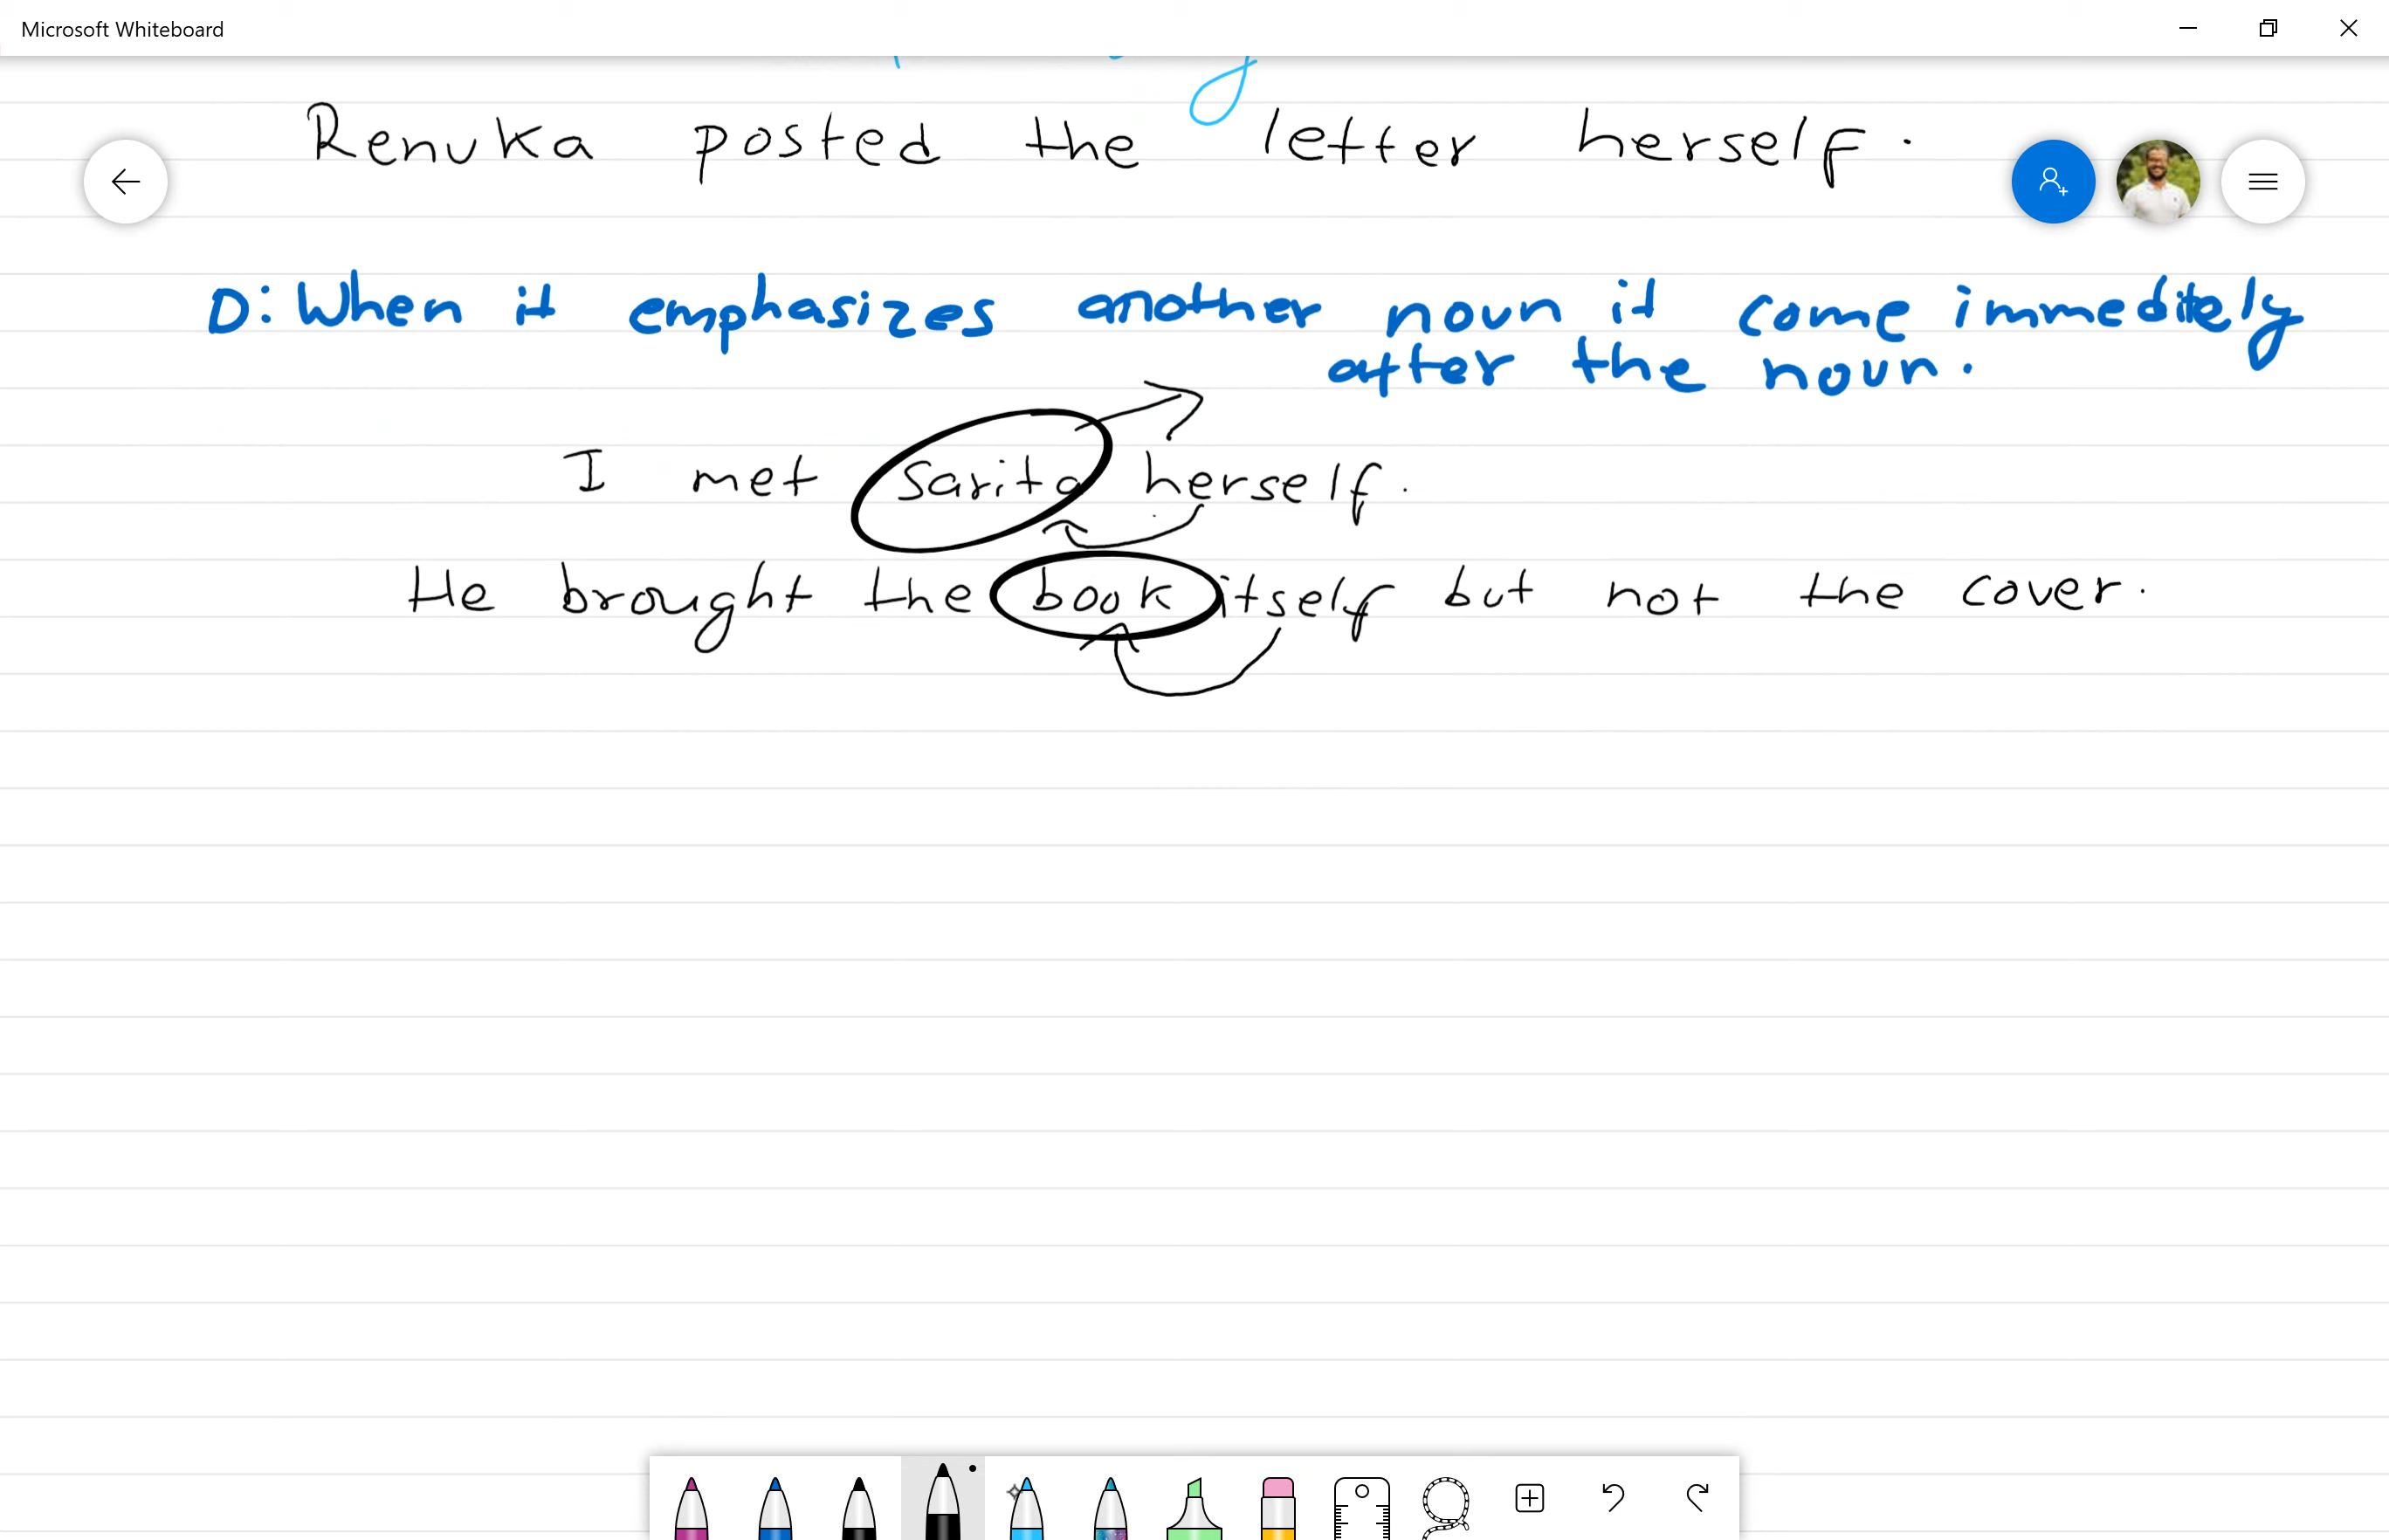 Microsoft Whiteboard
Renuka posted the letter herself.
D: When it emphasizes another noun it come immeditely
after the noun.
I met Sarita herself.
He brought the book itself but not the cover.